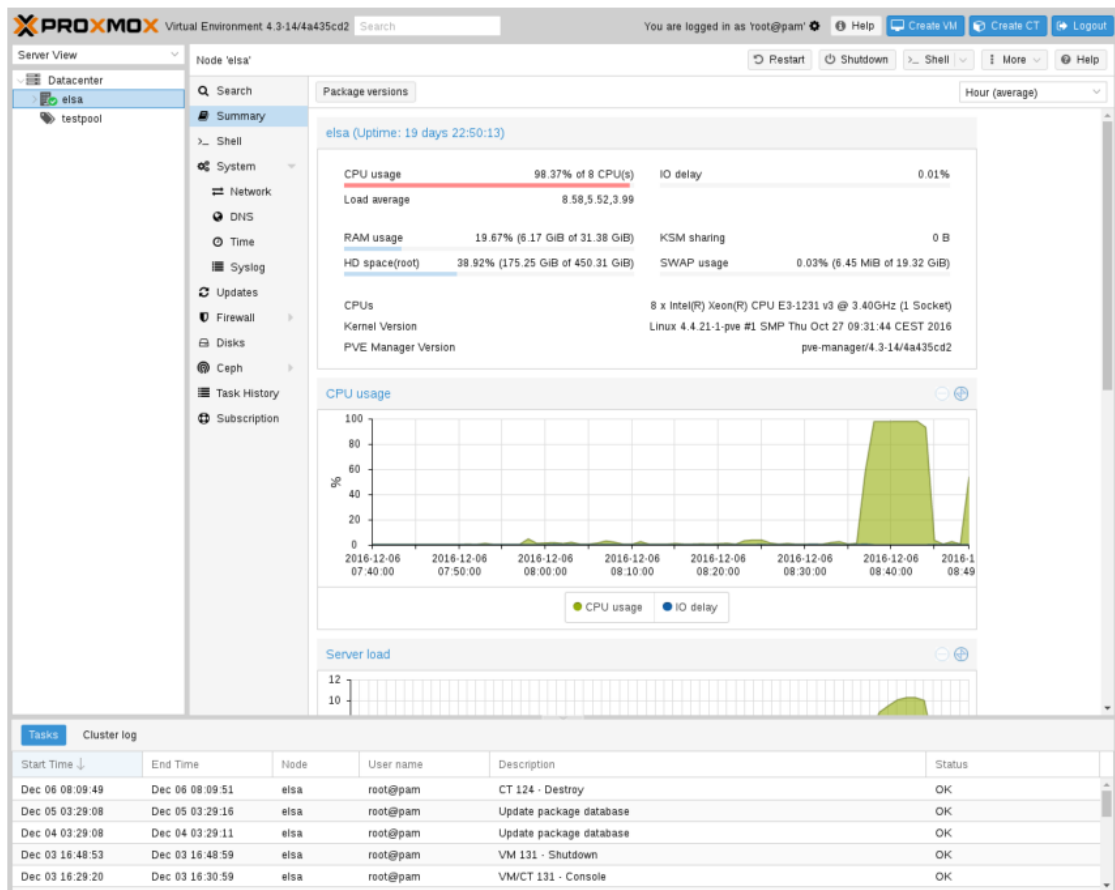 PROXMOX Virtual Environment 4.3-14/4a435cd2 Search You are logged in as 'root@pam' Help Create VM Create CT Logout
Server View
Datacenter
elsa
testpool
Node 'elsa' Restart Shutdown >_ Shell More Help
Search
Summary
>_ Shell
System
Network
DNS
Time
Syslog
Updates
Firewall
Disks
Ceph
Task History
Subscription
Package versions Hour (average)
elsa (Uptime: 19 days 22:50:13)
CPU usage 98.37% of 8 CPU(s) IO delay 0.01%
Load average 8.58,5.52,3.99
RAM usage 19.67% (6.17 GiB of 31.38 GiB) KSM sharing 0 B
HD space(root) 38.92% (175.25 GiB of 450.31 GiB) SWAP usage 0.03% (6.45 MiB of 19.32 GiB)
CPUs 8 x Intel(R) Xeon(R) CPU E3-1231 v3 @ 3.40GHz (1 Socket)
Kernel Version Linux 4.4.21-1-pve #1 SMP Thu Oct 27 09:31:44 CEST 2016
PVE Manager Version pve-manager/4.3-14/4a435cd2
CPU usage
100
80
60
%
40
20
0
2016-12-06 2016-12-06 2016-12-06 2016-12-06 2016-12-06 2016-12-06 2016-12-06 2016-1
07:40:00 07:50:00 08:00:00 08:10:00 08:20:00 08:30:00 08:40:00 08:49
CPU usage IO delay
Server load
12
10
Tasks Cluster log
Start Time ↓ End Time Node User name Description Status
Dec 06 08:09:49 Dec 06 08:09:51 elsa root@pam CT 124 - Destroy OK
Dec 05 03:29:08 Dec 05 03:29:16 elsa root@pam Update package database OK
Dec 04 03:29:08 Dec 04 03:29:11 elsa root@pam Update package database OK
Dec 03 16:48:53 Dec 03 16:48:59 elsa root@pam VM 131 - Shutdown OK
Dec 03 16:29:20 Dec 03 16:30:59 elsa root@pam VM/CT 131 - Console OK